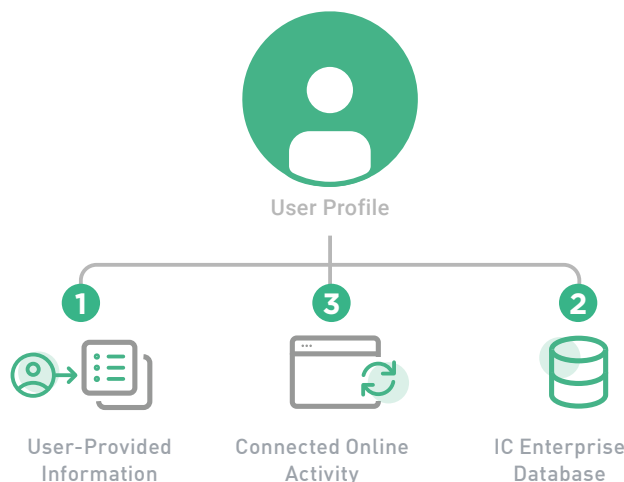 User Profile
1
3
2
User-Provided
Information
Connected Online
Activity
IC Enterprise
Database